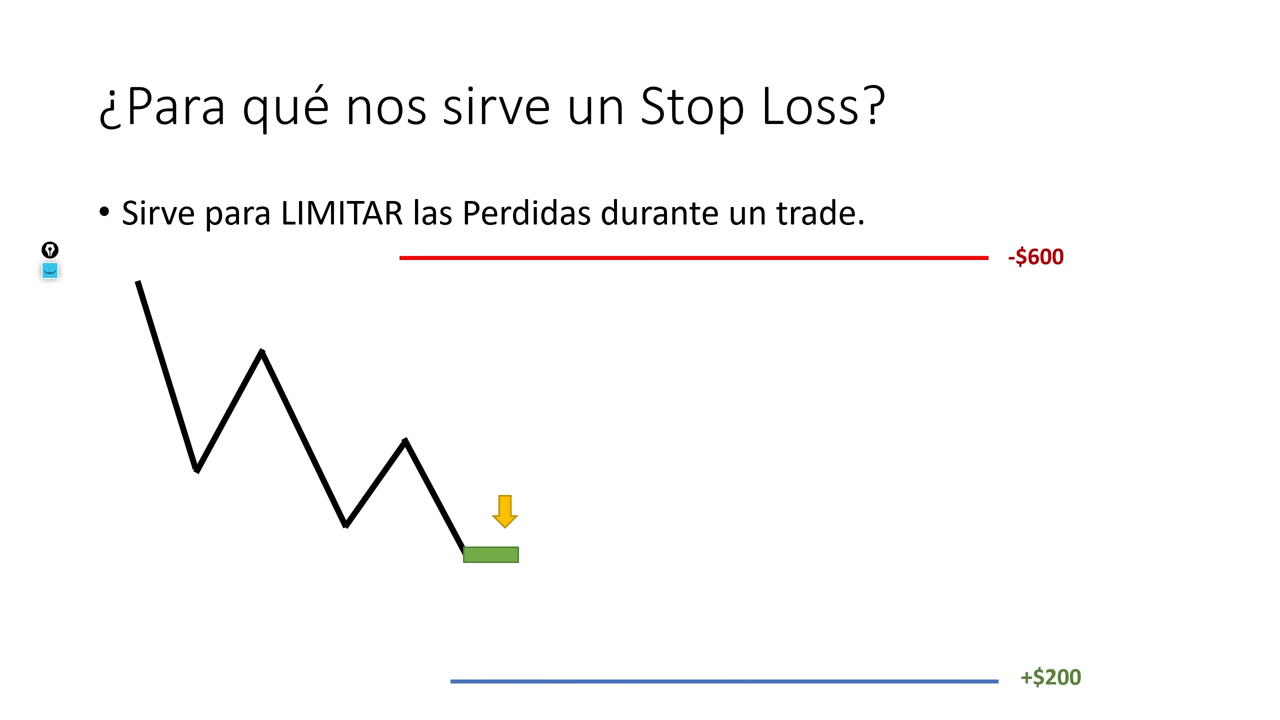 ¿Para qué nos sirve un Stop Loss?
• Sirve para LIMITAR las Perdidas durante un trade.
-$600
+$200